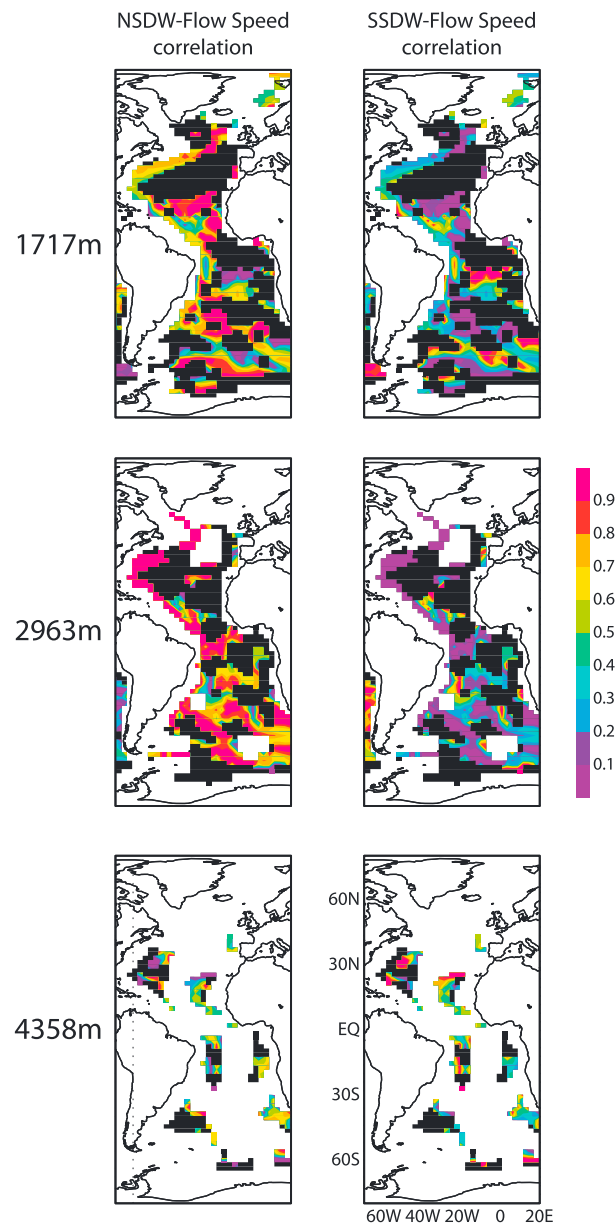 NSDW-Flow Speed
correlation
SSDW-Flow Speed
correlation
1717m
2963m
0.9
0.8
0.7
0.6
0.5
0.4
0.3
0.2
0.1
4358m
60N
30N
EQ
30S
60S
60W 40W 20W 0 20E